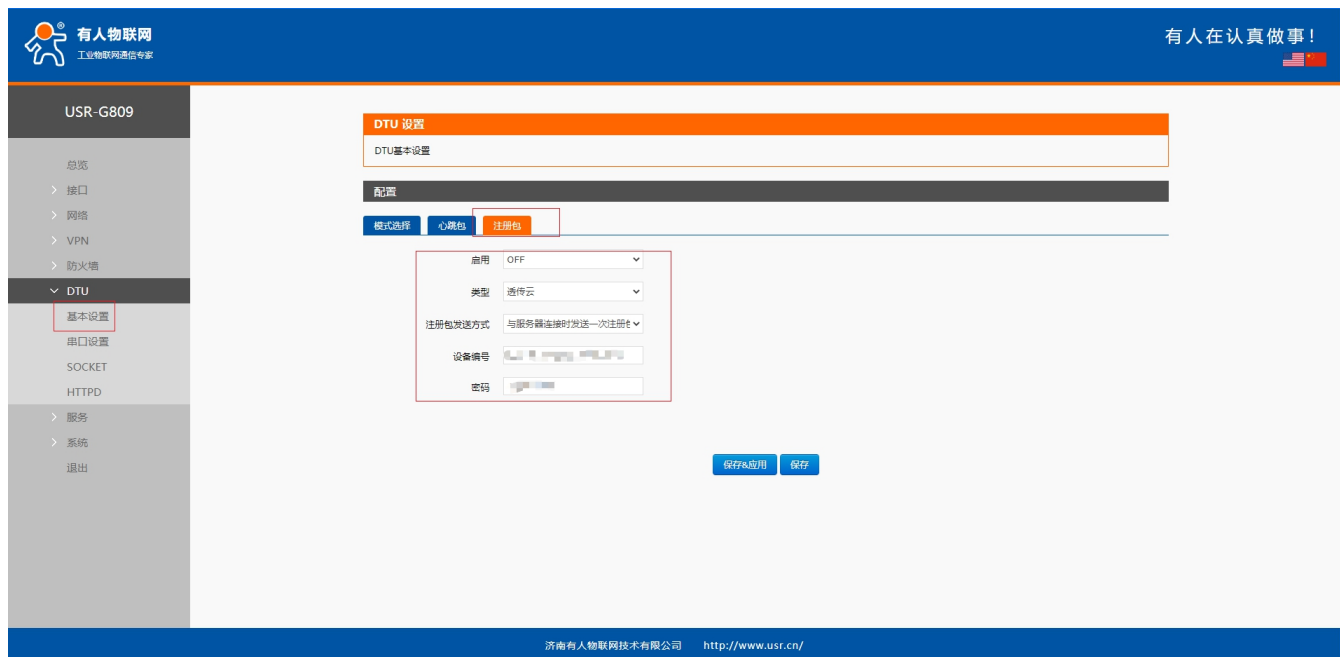 有人物联网
®
工业物联网通信专家
有人在认真做事！
USR-G809
总览
接口
网络
VPN
防火墙
DTU
基本设置
串口设置
SOCKET
HTTPD
服务
系统
退出
DTU 设置
DTU基本设置
配置
模式选择 心跳包 注册包
启用 OFF
类型 透传云
注册包发送方式 与服务器连接时发送一次注册
设备编号
密码
保存&应用 保存
济南有人物联网技术有限公司 http://www.usr.cn/